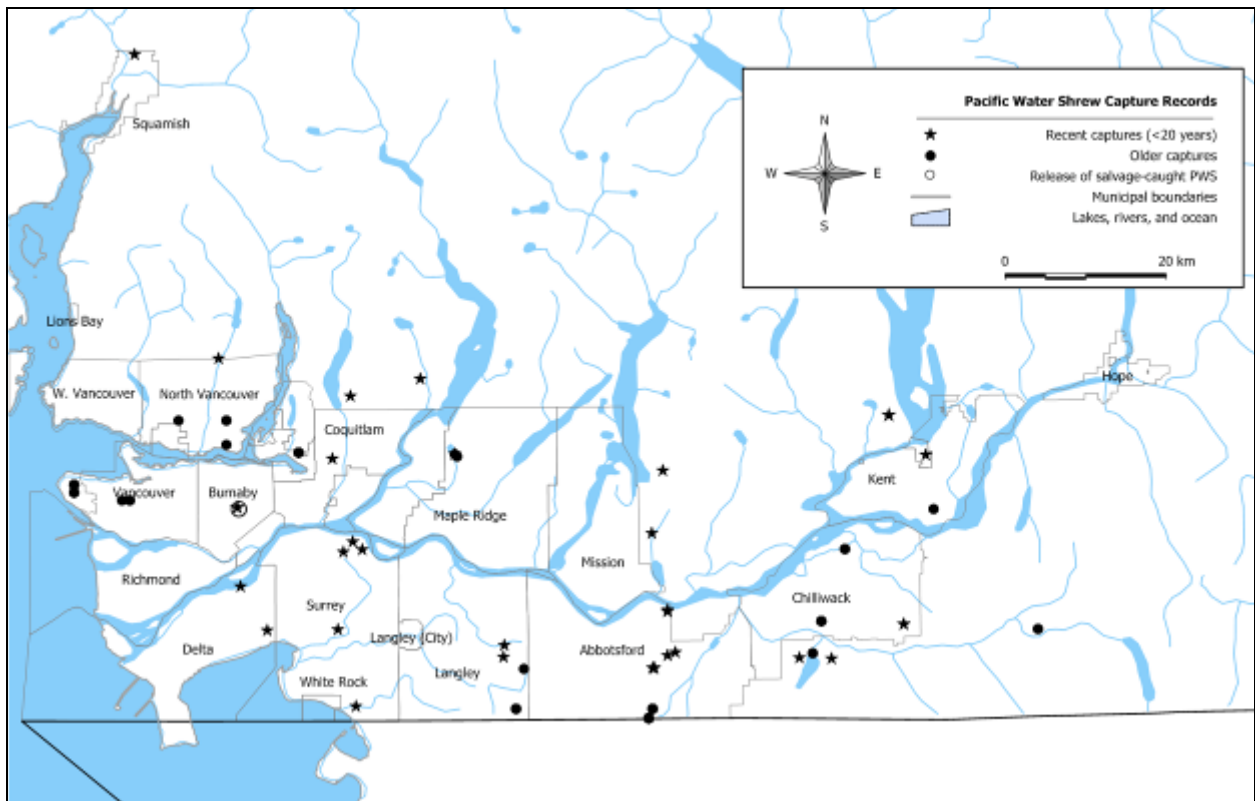 Pacific Water Shrew Capture Records
N
W
E
S
Recent captures (<20 years)
Older captures
Release of salvage-caught PWS
Municipal boundaries
Lakes, rivers, and ocean
0
20 km
Squamish
Lions Bay
W. Vancouver
North Vancouver
Coquitlam
Hope
Vancouver
Burnaby
Kent
Maple Ridge
Mission
Richmond
Surrey
Chilliwack
Delta
Langley (City)
Langley
Abbotsford
White Rock